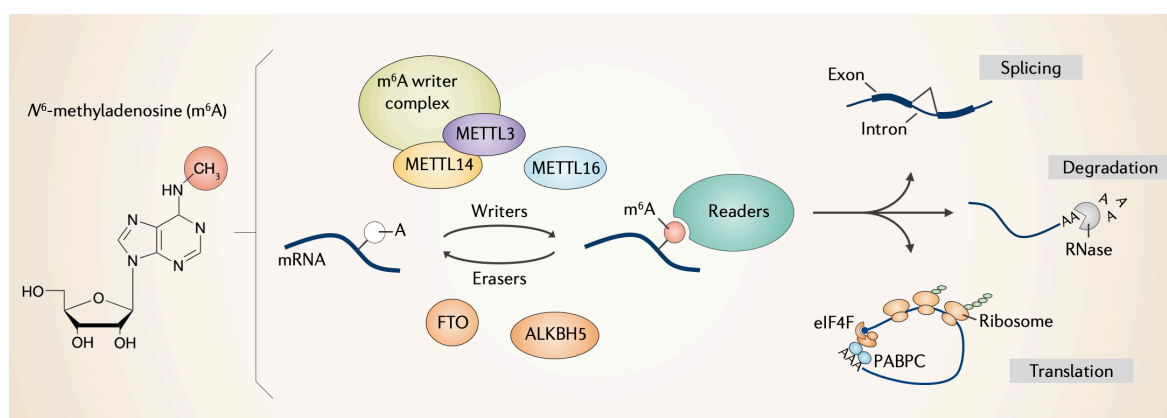 N⁶-methyladenosine (m⁶A)
CH₃
HN
N
N
N
N
O
HO
OH
OH
m⁶A writer
complex
METTL3
METTL14
METTL16
A
mRNA
Writers
Erasers
FTO
ALKBH5
m⁶A
Readers
Exon
Intron
Splicing
Degradation
AA
A
A
A
RNase
eIF4F
Ribosome
AAA
PABPC
Translation